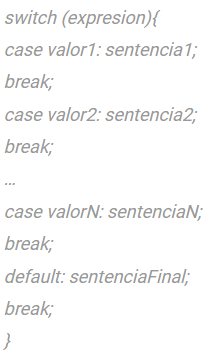 switch (expresion){
case valor1: sentencia1;
break;
case valor2: sentencia2;
break;
...
case valorN: sentenciaN;
break;
default: sentenciaFinal;
break;
}